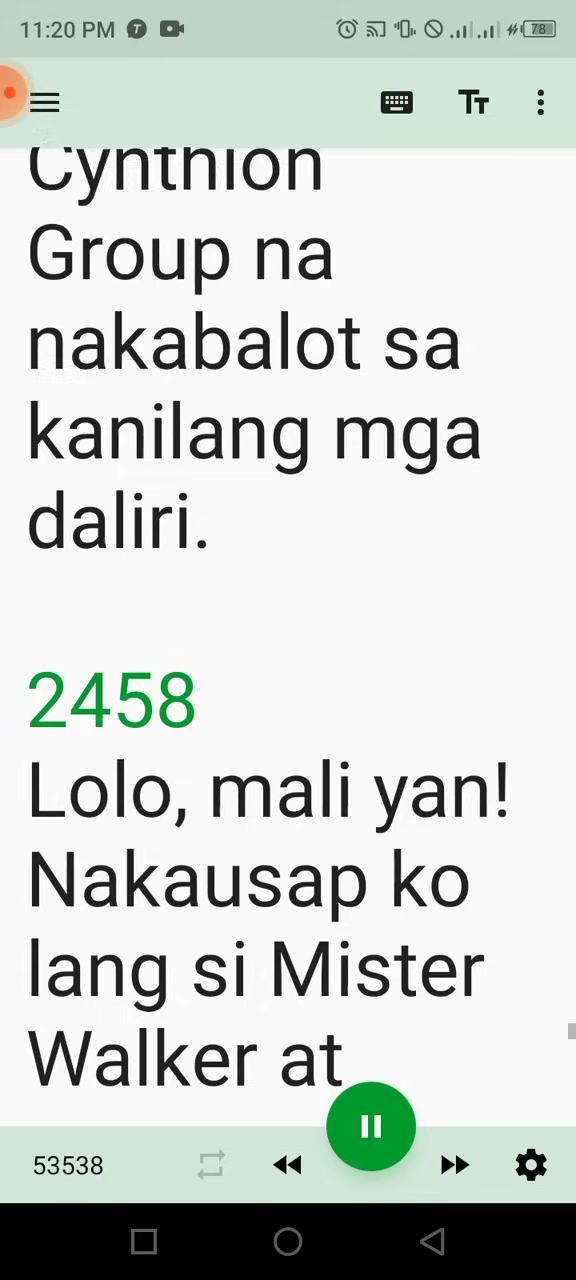 11:20 PM
78
Cynthion
Group na
nakabalot sa
kanilang mga
daliri.
2458
Lolo, mali yan!
Nakausap ko
lang si Mister
Walker at
53538